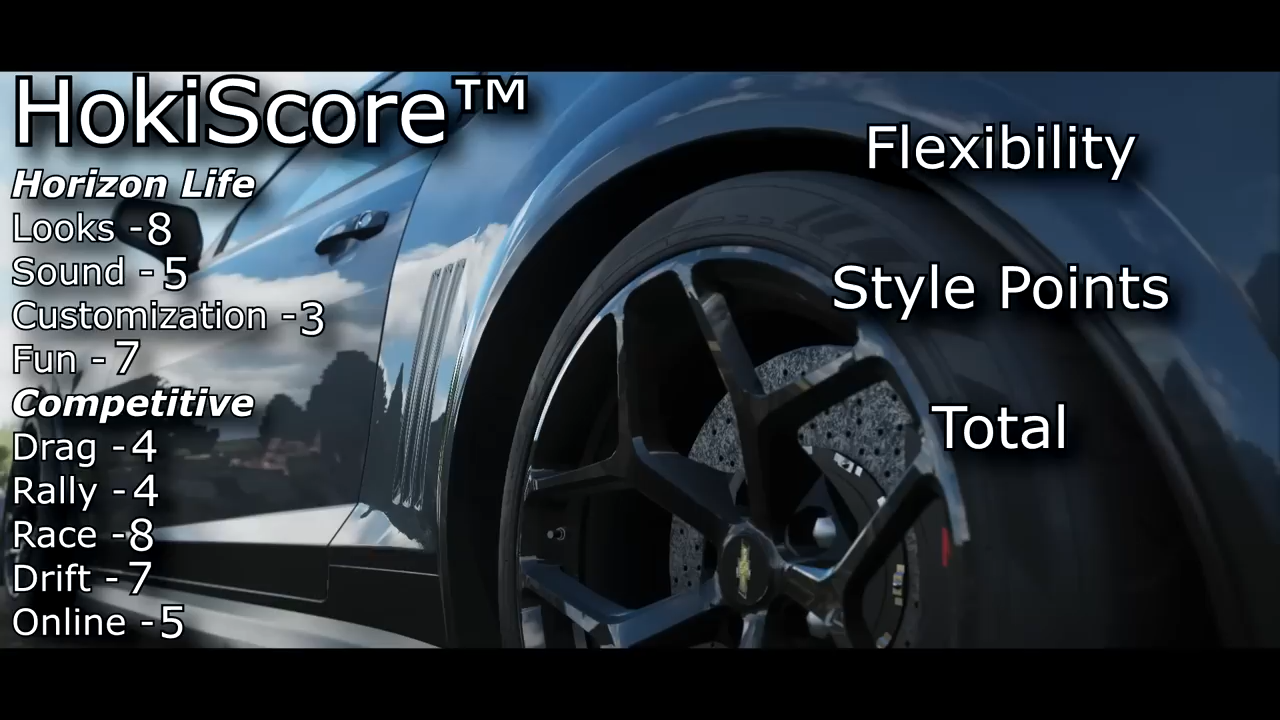 HokiScore™
Horizon Life
Looks -8
Sound -5
Customization -3
Fun -7
Competitive
Drag -4
Rally -4
Race -8
Drift -7
Online -5
Flexibility
Style Points
Total